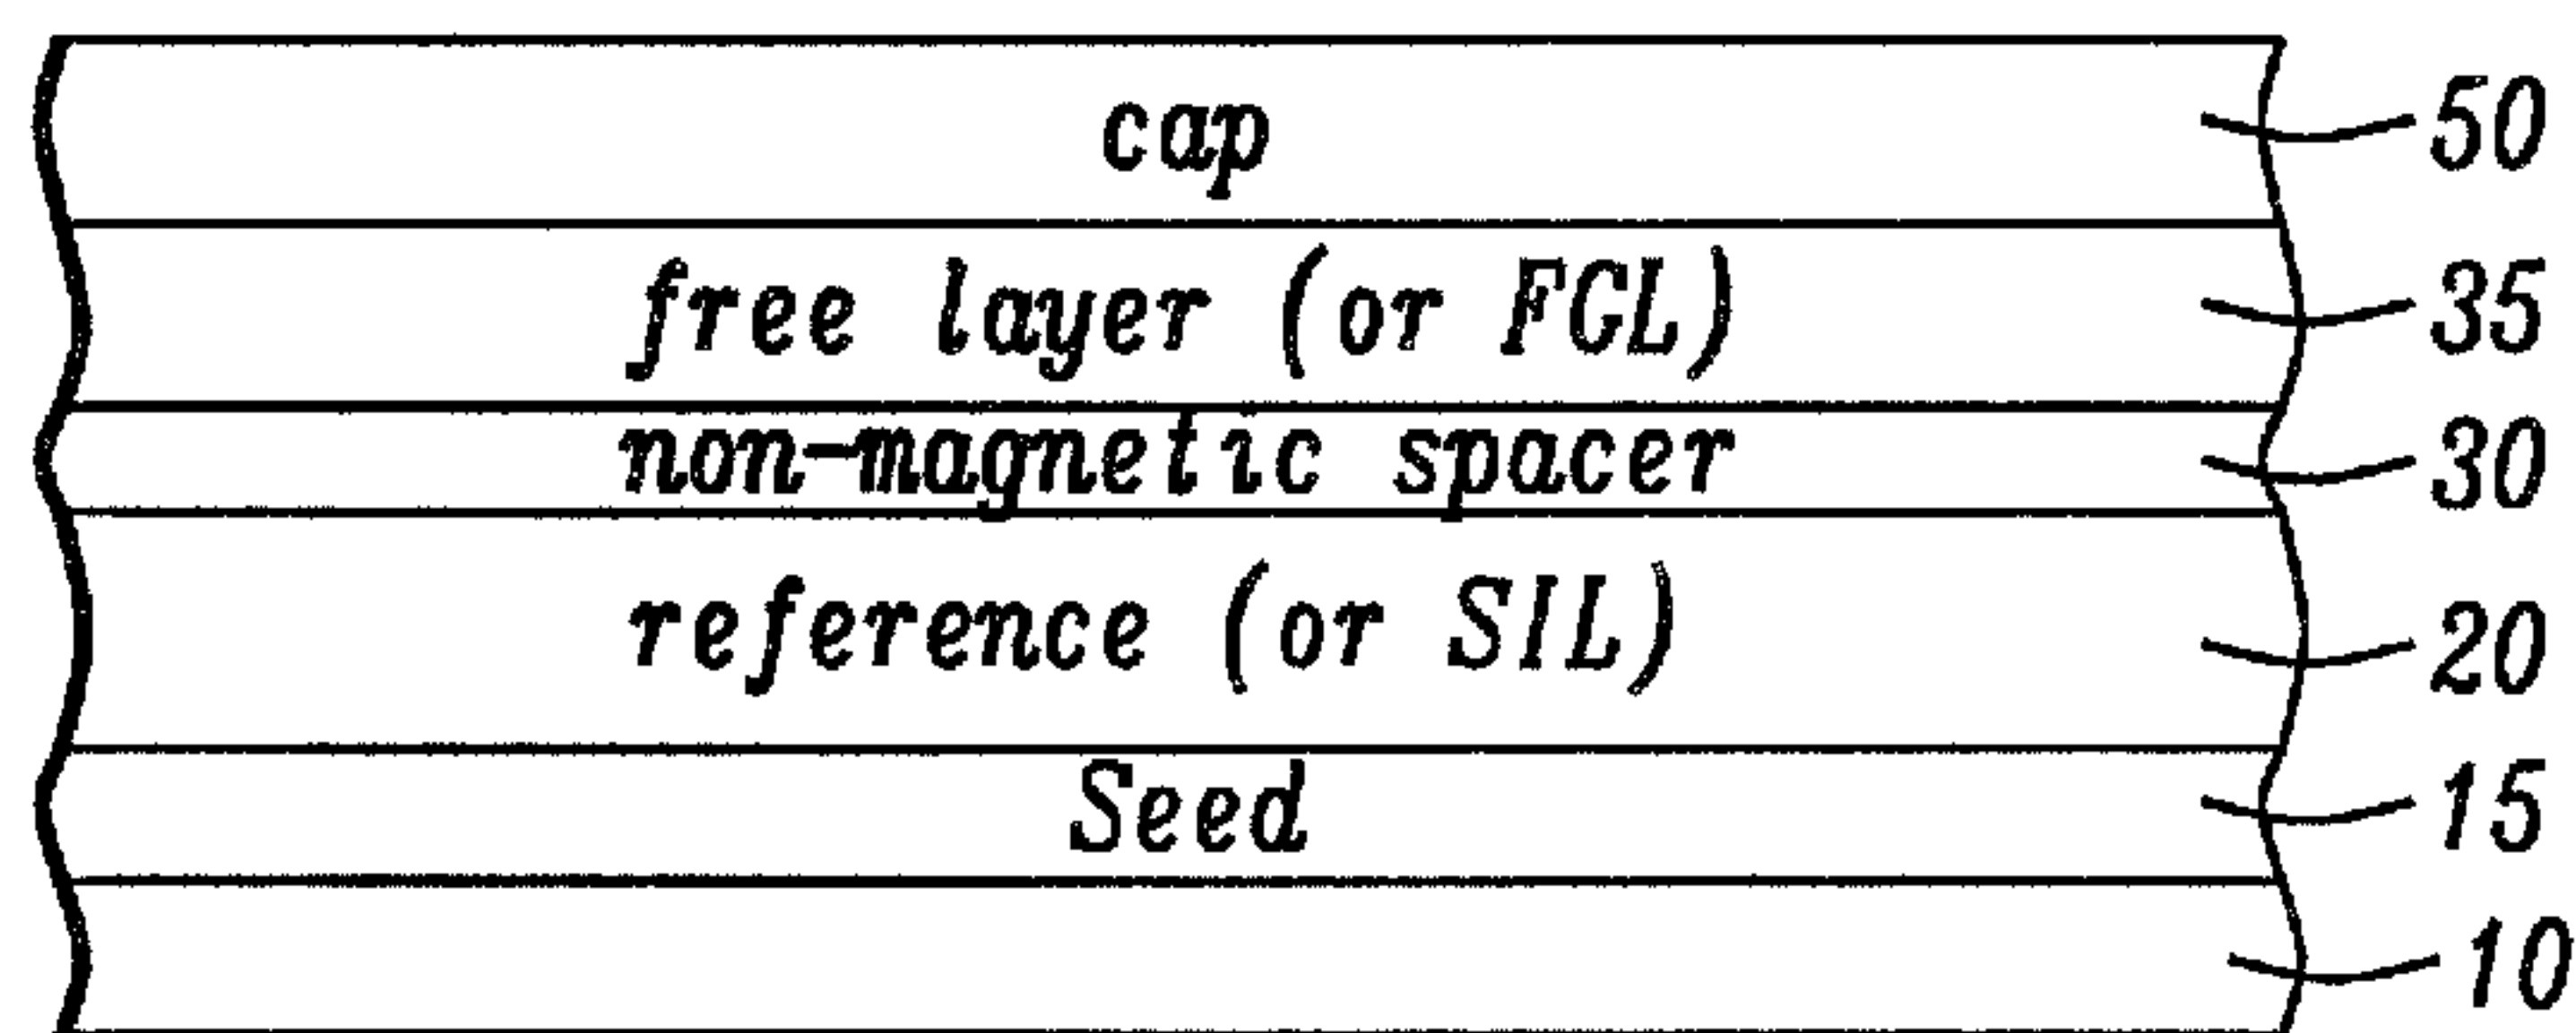 cap 50
free layer (or FGL) 35
non-magnetic spacer 30
reference (or SIL) 20
Seed 15
10